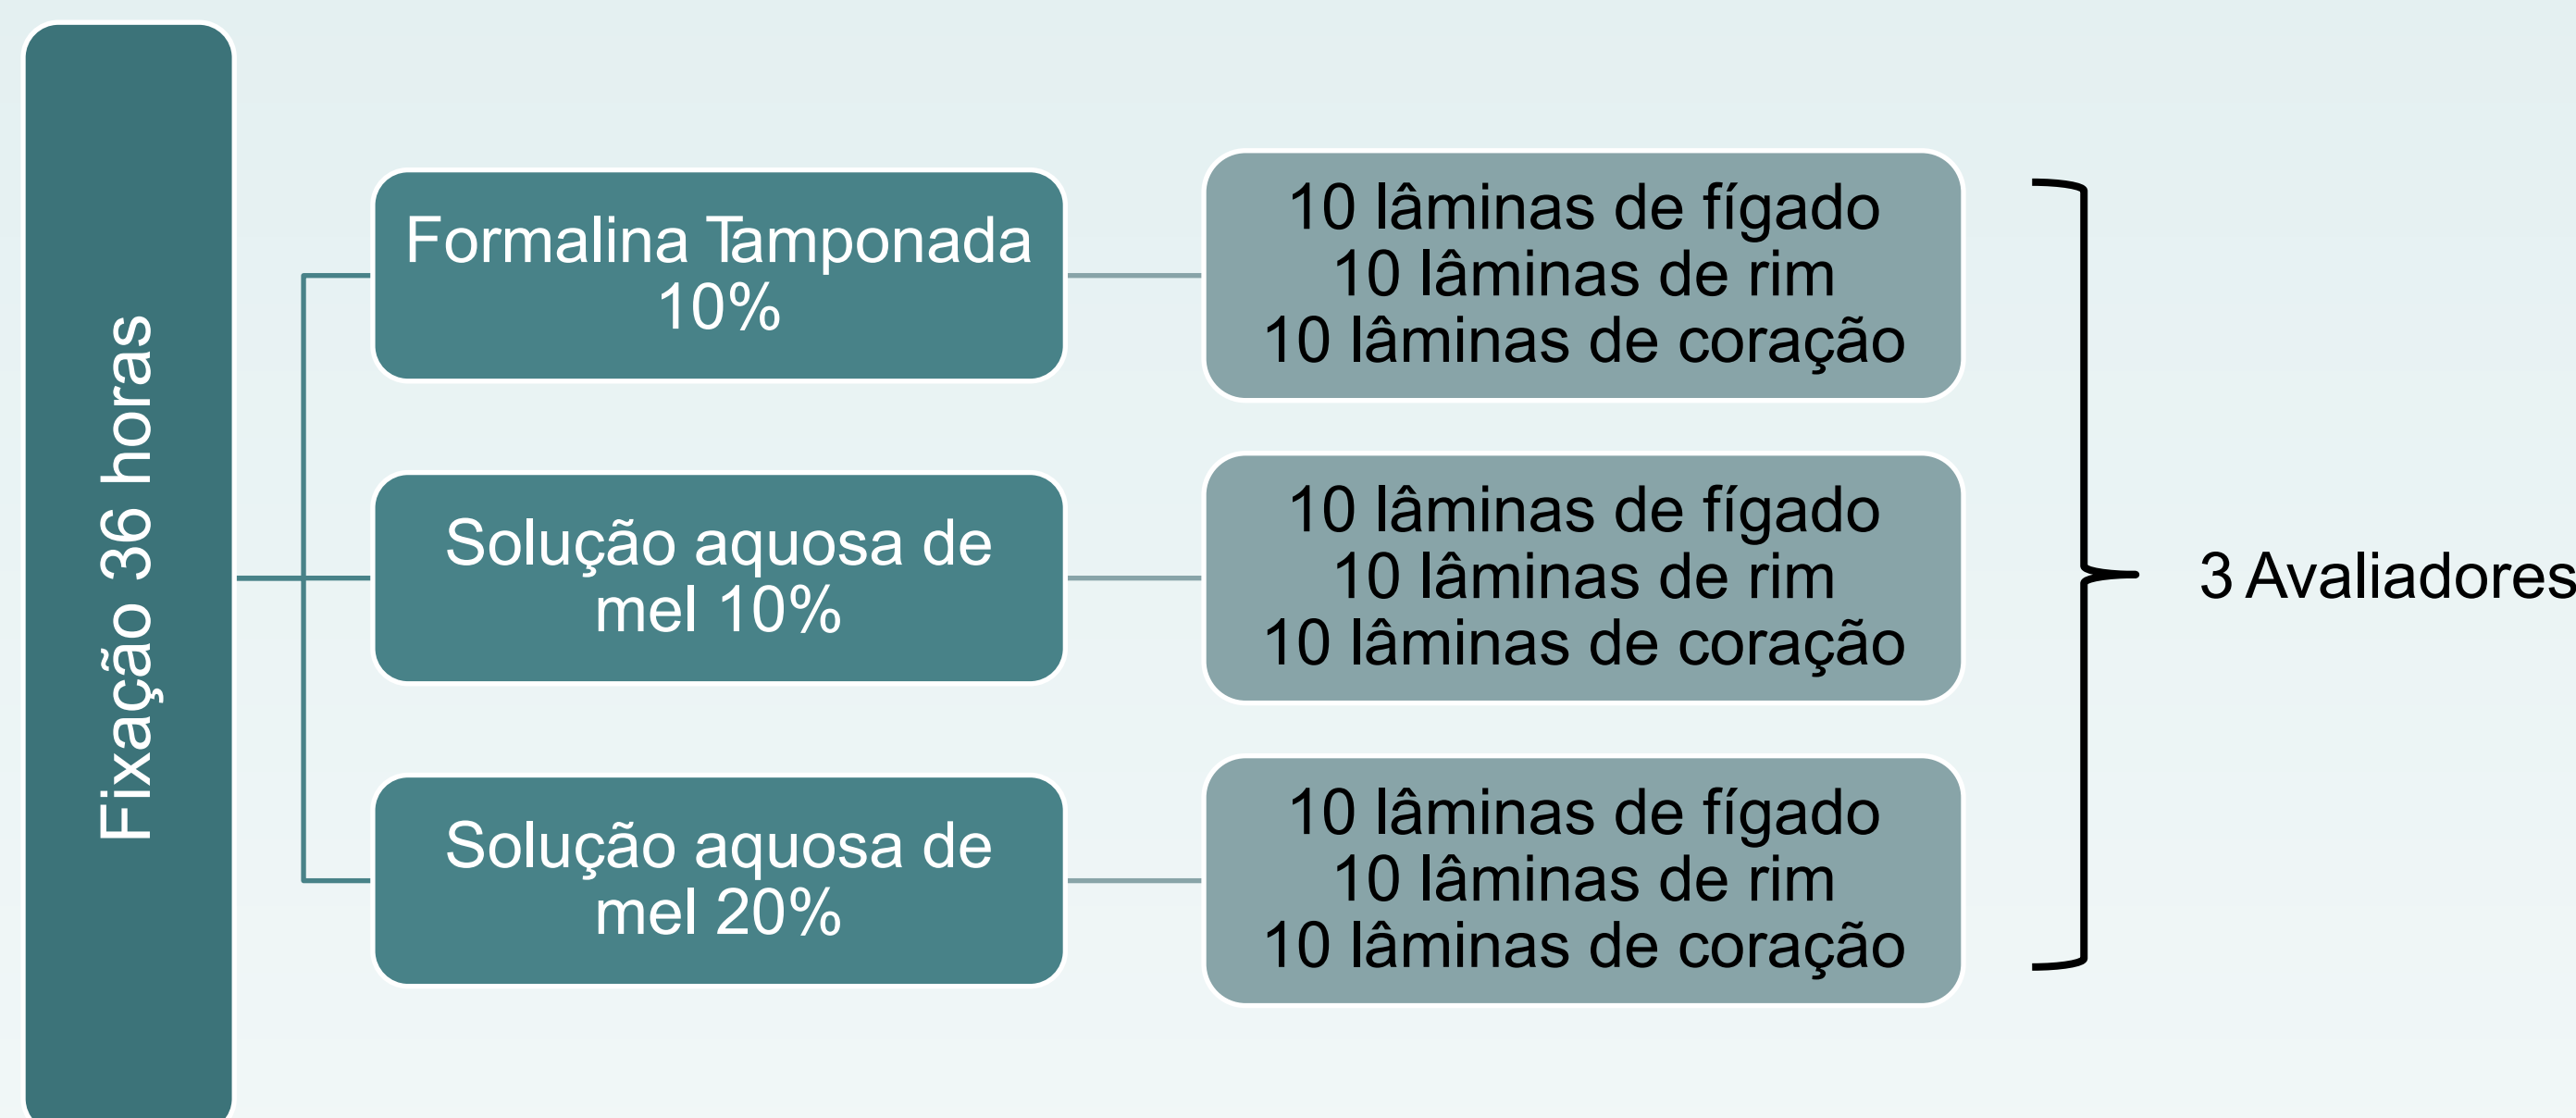 Fixação 36 horas
Formalina Tamponada
10%
10 lâminas de fígado
10 lâminas de rim
10 lâminas de coração
Solução aquosa de
mel 10%
10 lâminas de fígado
10 lâminas de rim
10 lâminas de coração
Solução aquosa de
mel 20%
10 lâminas de fígado
10 lâminas de rim
10 lâminas de coração
3 Avaliadores